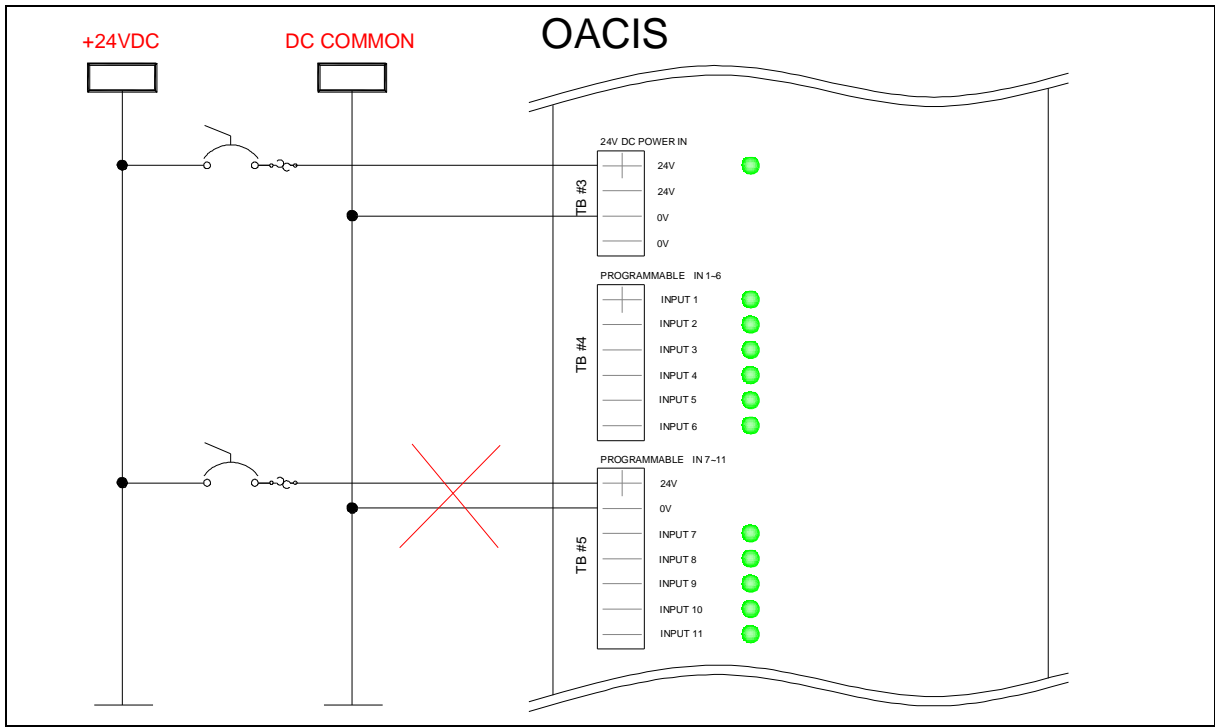 OACIS
+24VDC
DC COMMON
24V DC POWER IN
TB #3
24V
24V
0V
0V
PROGRAMMABLE IN 1~6
TB #4
INPUT 1
INPUT 2
INPUT 3
INPUT 4
INPUT 5
INPUT 6
PROGRAMMABLE IN 7~11
TB #5
24V
0V
INPUT 7
INPUT 8
INPUT 9
INPUT 10
INPUT 11